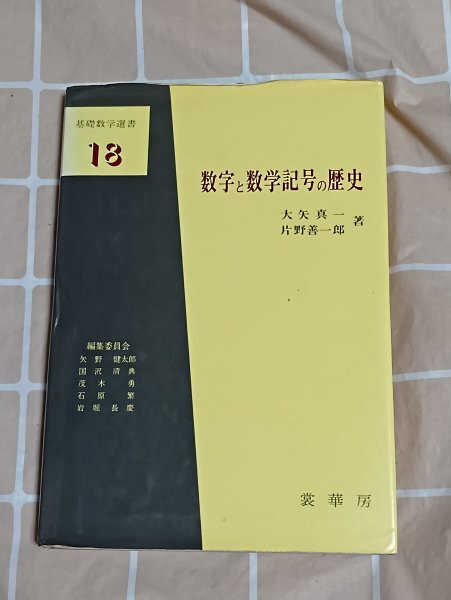 基礎数学選書
18
数字と数学記号の歴史
大矢真一
片野善一郎
著
編集委員会
矢野健太郎
国沢清典
茂木勇
石原繁
岩堀長慶
裳華房